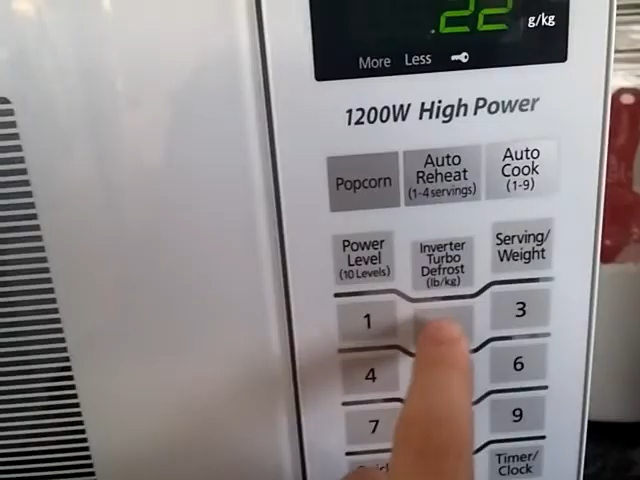 .22 g/kg
More Less
1200W High Power
Popcorn
Auto
Reheat
(1-4 servings)
Auto
Cook
(1-9)
Power
Level
(10 Levels)
Inverter
Turbo
Defrost
(lb/kg)
Serving/
Weight
1
3
4
6
7
9
Timer/
Clock